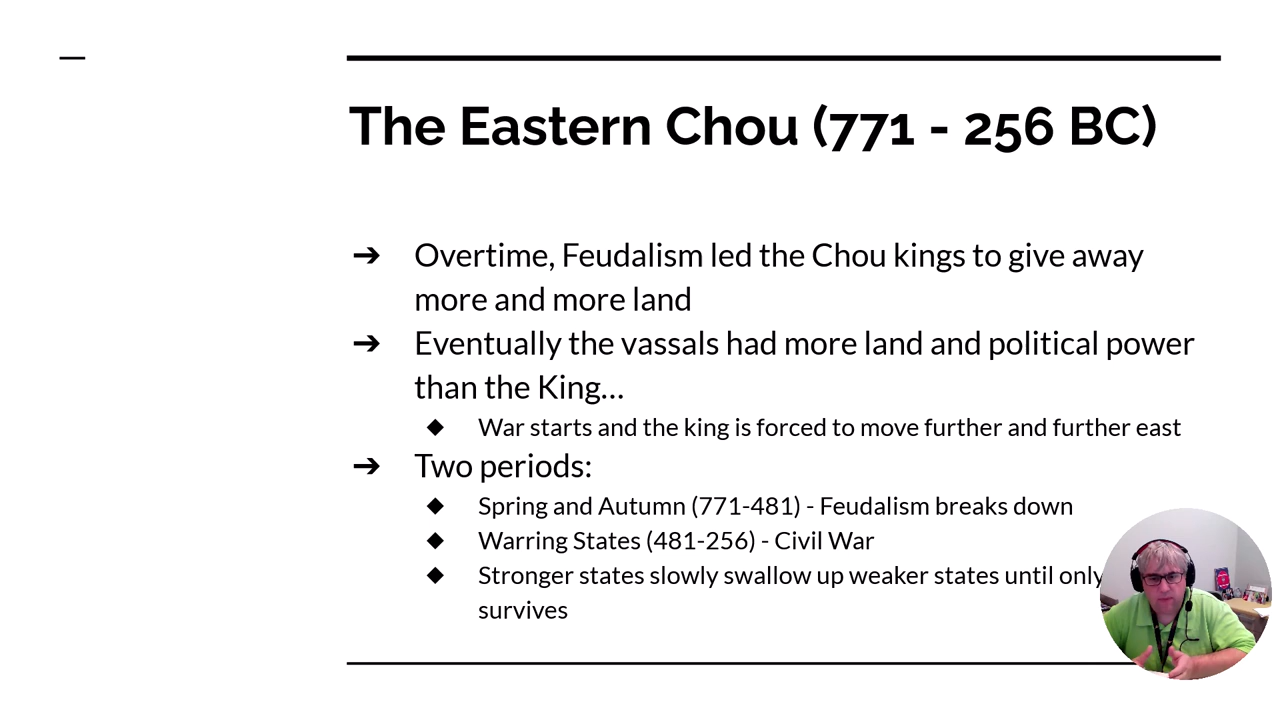 The Eastern Chou (771 - 256 BC)
➔ Overtime, Feudalism led the Chou kings to give away
more and more land
➔ Eventually the vassals had more land and political power
than the King...
◆ War starts and the king is forced to move further and further east
➔ Two periods:
◆ Spring and Autumn (771-481) - Feudalism breaks down
◆ Warring States (481-256) - Civil War
◆ Stronger states slowly swallow up weaker states until only
survives